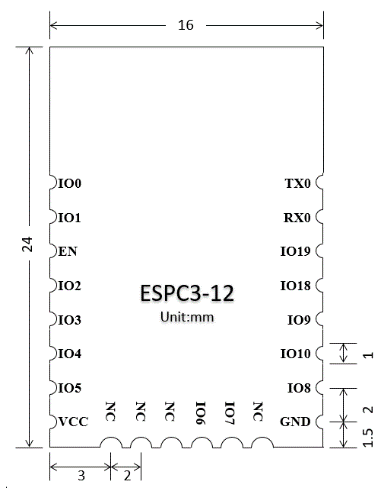 16
24
IO0 TX0
IO1 RX0
EN IO19
IO2 IO18
ESPC3-12
Unit:mm
IO3 IO9
IO4 IO10
1
IO5 IO8
NC NC NC IO6 IO7 NC
2
VCC GND
1.5
3 2